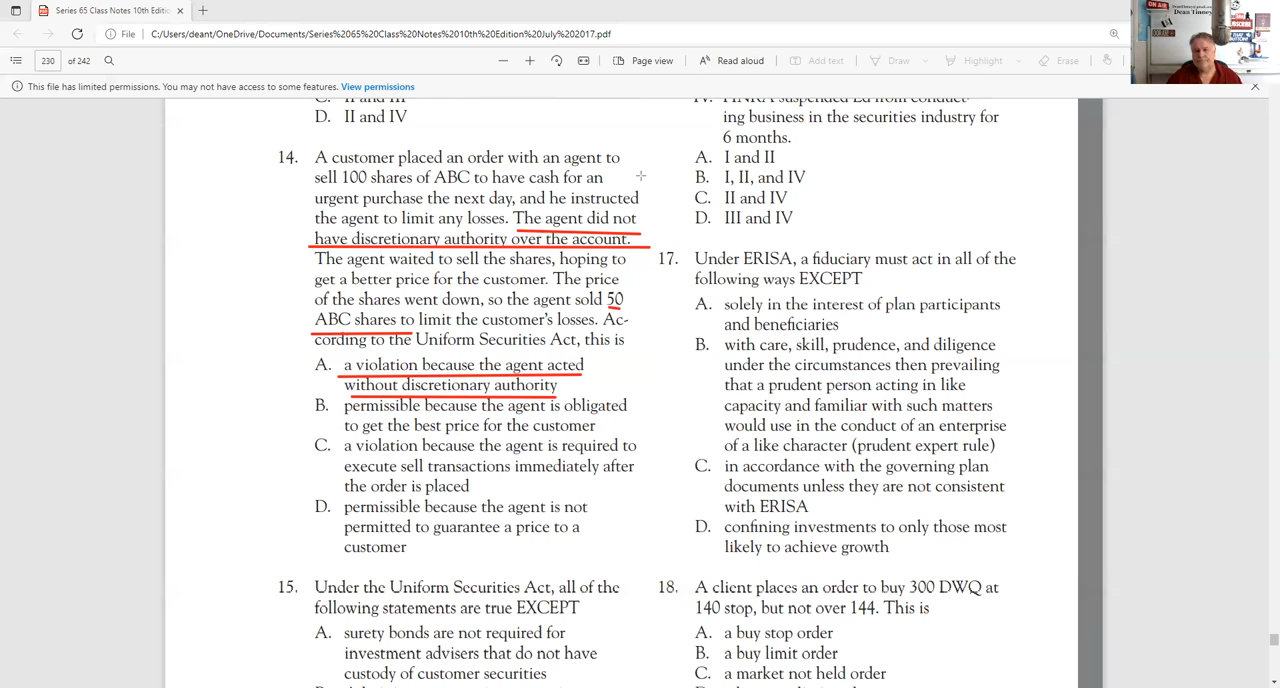 Series 65 Class Notes 10th Editio
File
C:/Users/deant/OneDrive/Documents/Series%2065%20Class%20Notes%2010th%20Edition%20July%202017.pdf
230 of 242
Page view
Read aloud
Add text
Draw
Highlight
Erase
This file has limited permissions. You may not have access to some features. View permissions
ON AIR
Dean Tinney
C. II and III
D. II and IV
14. A customer placed an order with an agent to
sell 100 shares of ABC to have cash for an
urgent purchase the next day, and he instructed
the agent to limit any losses. The agent did not
have discretionary authority over the account.
The agent waited to sell the shares, hoping to
get a better price for the customer. The price
of the shares went down, so the agent sold 50
ABC shares to limit the customer's losses. Ac-
cording to the Uniform Securities Act, this is
A. a violation because the agent acted
without discretionary authority
B. permissible because the agent is obligated
to get the best price for the customer
C. a violation because the agent is required to
execute sell transactions immediately after
the order is placed
D. permissible because the agent is not
permitted to guarantee a price to a
customer
15. Under the Uniform Securities Act, all of the
following statements are true EXCEPT
A. surety bonds are not required for
investment advisers that do not have
custody of customer securities
IV. FINRA suspended Ed from conduct-
ing business in the securities industry for
6 months.
A. I and II
B. I, II, and IV
C. II and IV
D. III and IV
17. Under ERISA, a fiduciary must act in all of the
following ways EXCEPT
A. solely in the interest of plan participants
and beneficiaries
B. with care, skill, prudence, and diligence
under the circumstances then prevailing
that a prudent person acting in like
capacity and familiar with such matters
would use in the conduct of an enterprise
of a like character (prudent expert rule)
C. in accordance with the governing plan
documents unless they are not consistent
with ERISA
D. confining investments to only those most
likely to achieve growth
18. A client places an order to buy 300 DWQ at
140 stop, but not over 144. This is
A. a buy stop order
B. a buy limit order
C. a market not held order